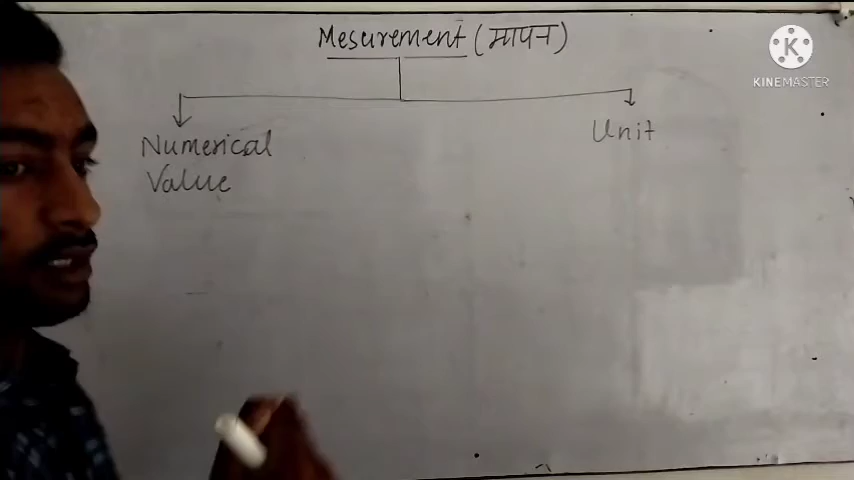 Mesurement (मापन)
KINEMASTER
Numerical
Value
Unit